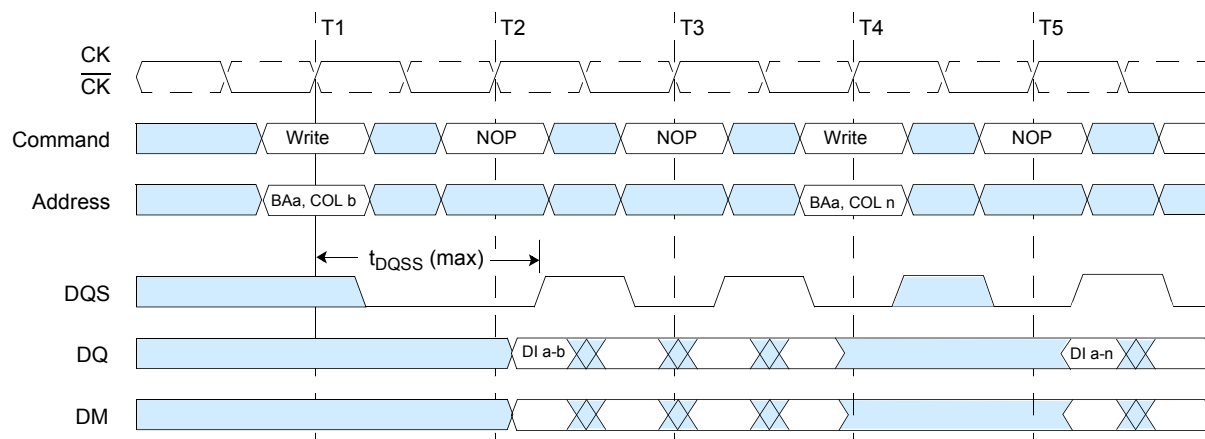 T1 T2 T3 T4 T5
CK
CK
Command Write NOP NOP Write NOP
Address BAa, COL b BAa, COL n
tDQSS (max)
DQS
DQ DI a-b DI a-n
DM